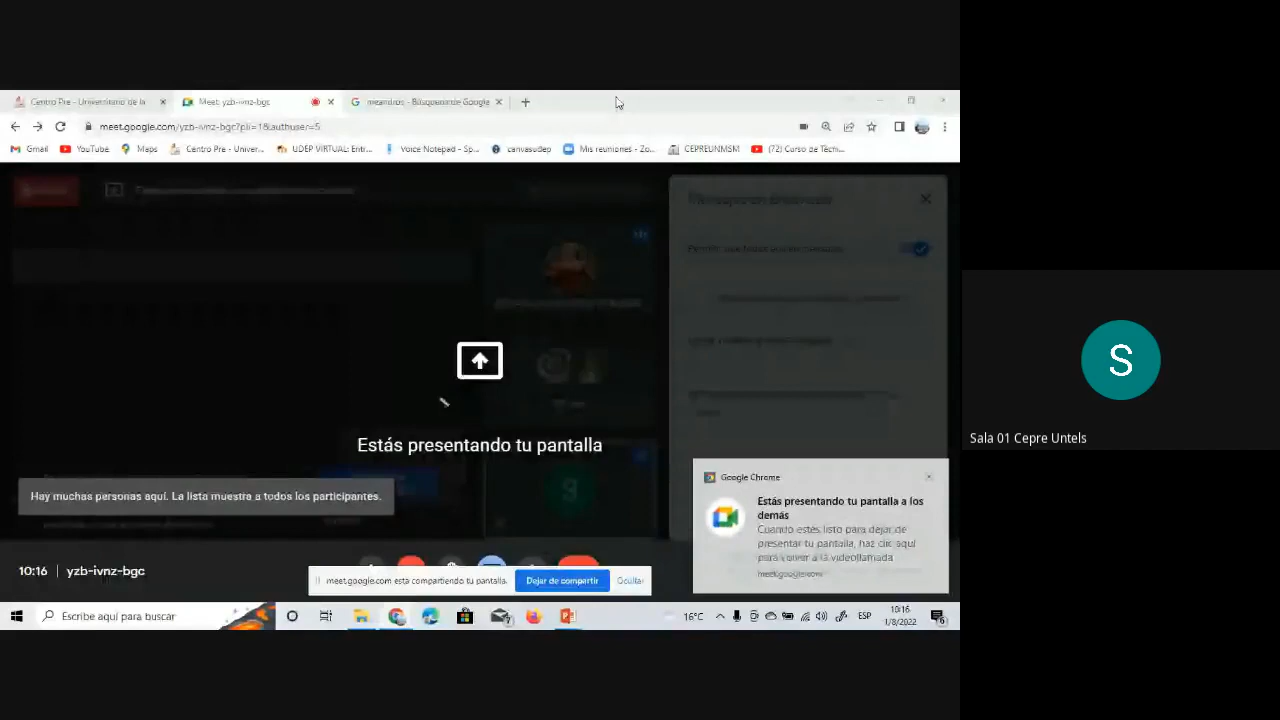 Centro Pre - Universitario de la
Meet: yzb-ivnz-bgc
meandros - Búsqueda de Google
meet.google.com/yzb-ivnz-bgc?pli=1&authuser=5
Gmail
YouTube
Maps
Centro Pre - Univer...
UDEP VIRTUAL: Entr...
Voice Notepad - Sp...
canvasudep
Mis reuniones - Zo...
CEPREUNMSM
(72) Curso de Técn...
Estás presentando tu pantalla
Hay muchas personas aquí. La lista muestra a todos los participantes.
Google Chrome
Estás presentando tu pantalla a los
demás
Cuando estés listo para dejar de
presentar tu pantalla, haz clic aquí
para volver a la videollamada
meet.google.com
10:16
yzb-ivnz-bgc
meet.google.com está compartiendo tu pantalla.
Dejar de compartir
Ocultar
Escribe aquí para buscar
16°C
ESP
10:16
1/8/2022
S
Sala 01 Cepre Untels